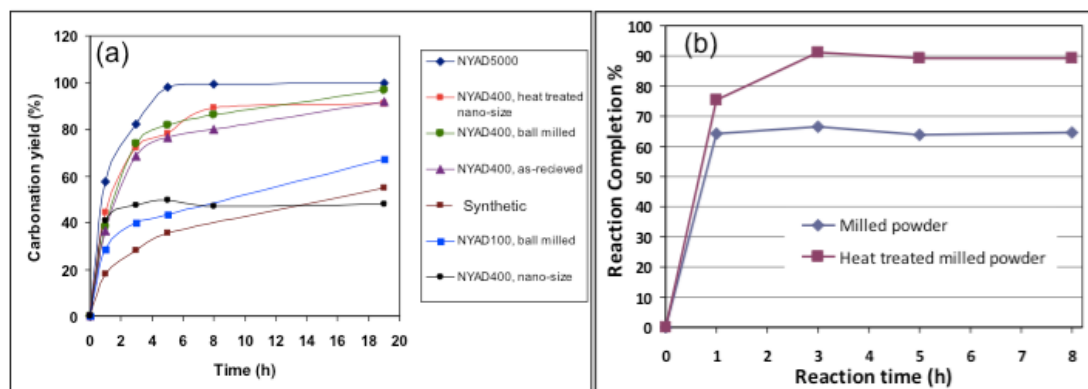 (a)
Carbonation yield (%)
120
100
80
60
40
20
0
0 2 4 6 8 10 12 14 16 18 20
Time (h)
NYAD5000
NYAD400, heat treated
nano-size
NYAD400, ball milled
NYAD400, as-recieved
Synthetic
NYAD100, ball milled
NYAD400, nano-size
(b)
Reaction Completion %
100
90
80
70
60
50
40
30
20
10
0
0 1 2 3 4 5 6 7 8
Reaction time (h)
Milled powder
Heat treated milled powder